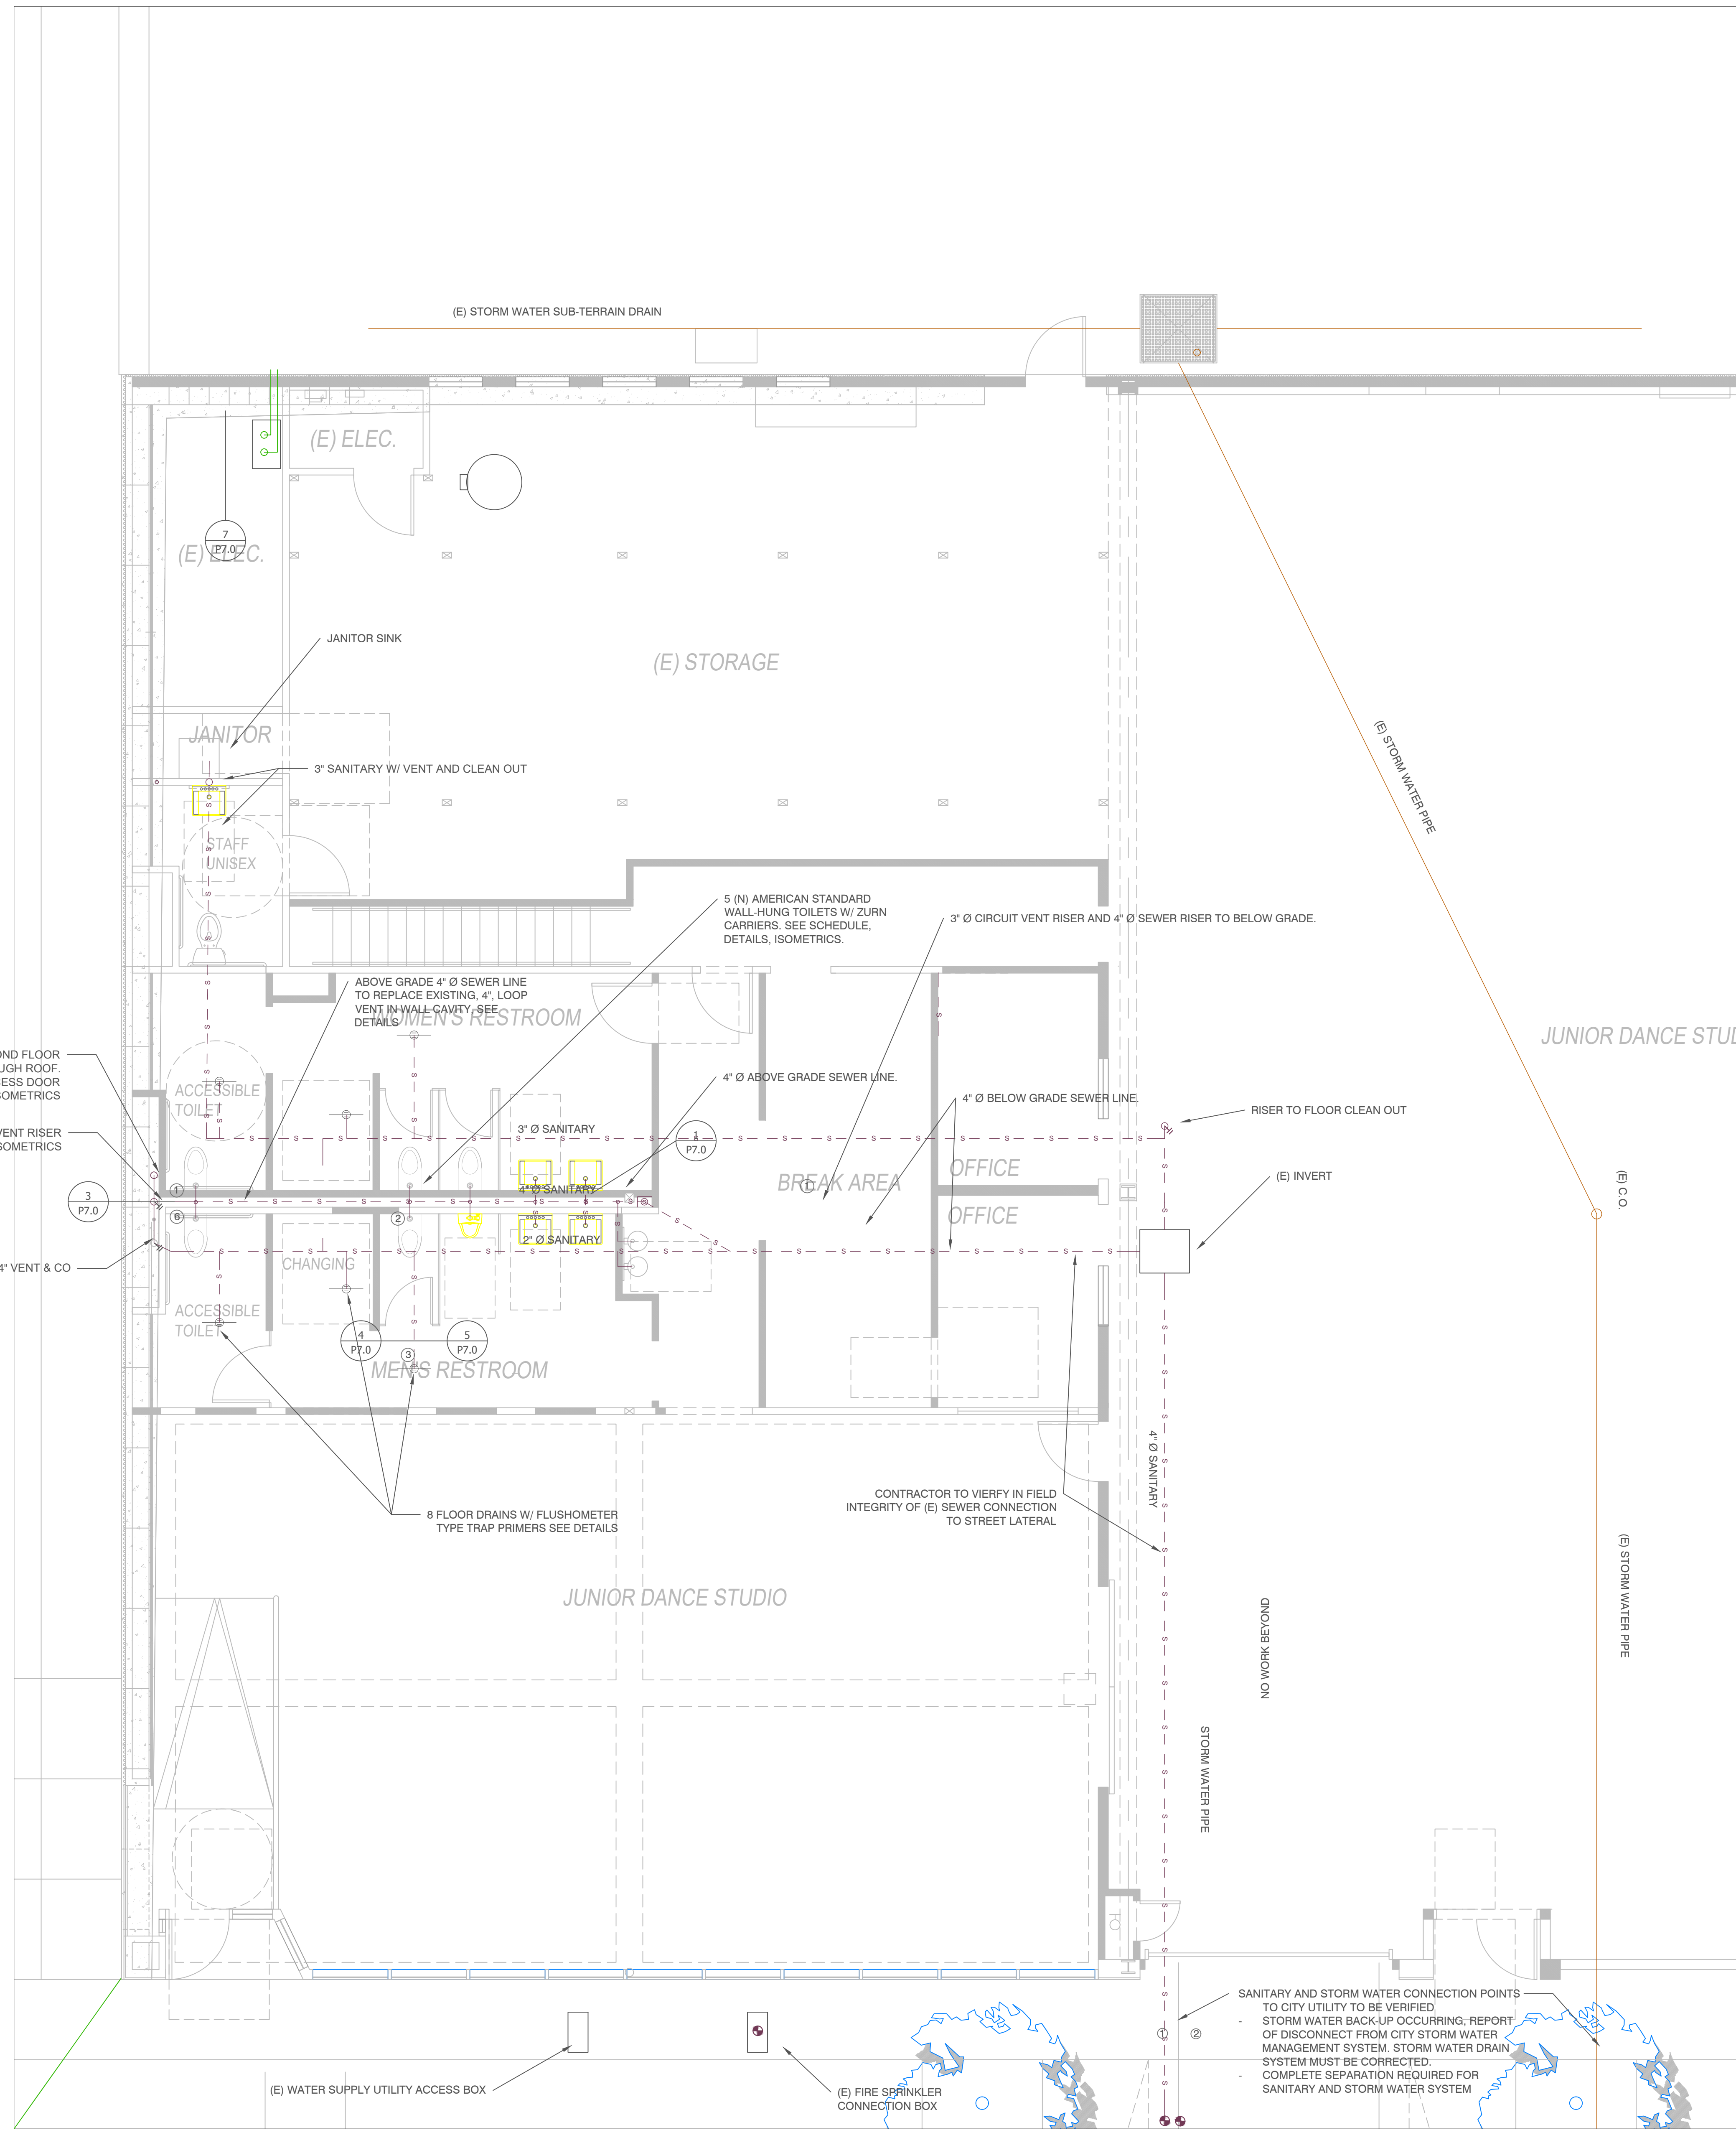 (E) STORM WATER SUB-TERRAIN DRAIN
(E) ELEC.
7
P7.0
(E) ELEC.
JANITOR SINK
(E) STORAGE
JANITOR
3" SANITARY W/ VENT AND CLEAN OUT
(E) STORM WATER PIPE
STAFF
UNISEX
5 (N) AMERICAN STANDARD
WALL-HUNG TOILETS W/ ZURN
CARRIERS. SEE SCHEDULE,
DETAILS, ISOMETRICS.
3" Ø CIRCUIT VENT RISER AND 4" Ø SEWER RISER TO BELOW GRADE.
ABOVE GRADE 4" Ø SEWER LINE
TO REPLACE EXISTING, 4", LOOP
VENT IN WALL CAVITY, SEE
DETAILS
WOMEN'S RESTROOM
JUNIOR DANCE STUD
OND FLOOR
UGH ROOF.
ESS DOOR
SOMETRICS
ACCESSIBLE
TOILET
4" Ø ABOVE GRADE SEWER LINE.
4" Ø BELOW GRADE SEWER LINE.
RISER TO FLOOR CLEAN OUT
VENT RISER
SOMETRICS
3" Ø SANITARY
1
P7.0
OFFICE
BREAK AREA
1
(E) INVERT
(E) C.O.
1
4" Ø SANITARY
3
P7.0
6
2
OFFICE
2" Ø SANITARY
4" VENT & CO
CHANGING
ACCESSIBLE
TOILET
4
P7.0
5
P7.0
3
MEN'S RESTROOM
4" Ø SANITARY
CONTRACTOR TO VIERFY IN FIELD
INTEGRITY OF (E) SEWER CONNECTION
TO STREET LATERAL
8 FLOOR DRAINS W/ FLUSHOMETER
TYPE TRAP PRIMERS SEE DETAILS
(E) STORM WATER PIPE
JUNIOR DANCE STUDIO
NO WORK BEYOND
STORM WATER PIPE
SANITARY AND STORM WATER CONNECTION POINTS
TO CITY UTILITY TO BE VERIFIED
- STORM WATER BACK-UP OCCURRING, REPORT
OF DISCONNECT FROM CITY STORM WATER
MANAGEMENT SYSTEM. STORM WATER DRAIN
SYSTEM MUST BE CORRECTED.
- COMPLETE SEPARATION REQUIRED FOR
SANITARY AND STORM WATER SYSTEM
1
2
(E) WATER SUPPLY UTILITY ACCESS BOX
(E) FIRE SPRINKLER
CONNECTION BOX